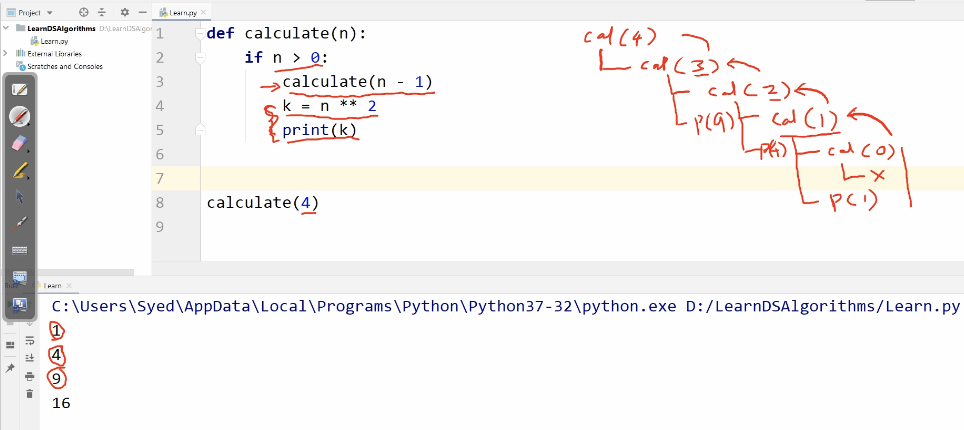 Project
Learn.py
LearnDSAlgorithms D:\LearnDSAlgor
Learn.py
External Libraries
Scratches and Consoles
1 def calculate(n):
2 if n > 0:
3 calculate(n - 1)
4 k = n ** 2
5 print(k)
6
7
8 calculate(4)
9
cal(4)
cal(3)
cal(2)
p(9) cal(1)
p(4) cal(0)
x
p(1)
Learn
C:\Users\Syed\AppData\Local\Programs\Python\Python37-32\python.exe D:/LearnDSAlgorithms/Learn.py
1
4
9
16